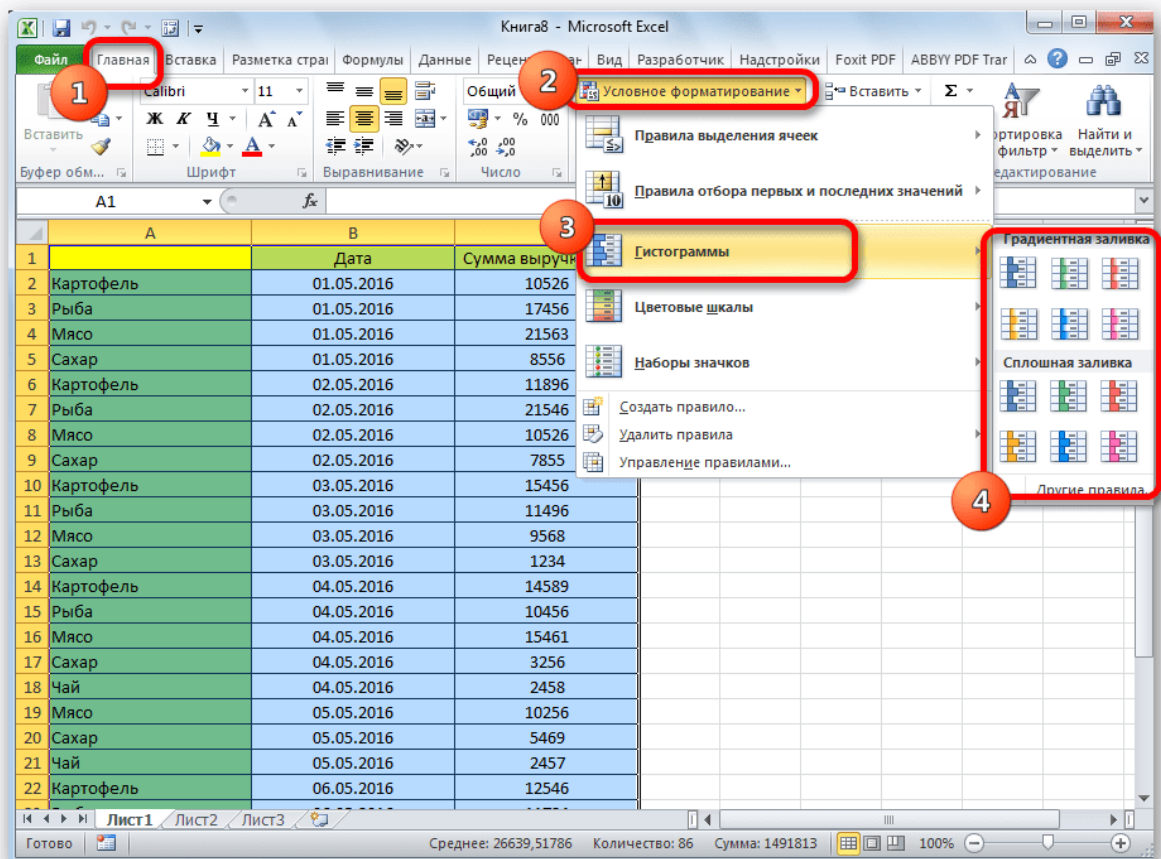 Книга8 - Microsoft Excel
Файл Главная Вставка Разметка стра Формулы Данные Рецен Вид Разработчик Надстройки Foxit PDF ABBYY PDF Tran
1
2
Calibri 11 Общий Условное форматирование Вставить Σ
Вставить Ж К Ч А А % 000 Найти и
фильтр выделить
Буфер обм... Шрифт Выравнивание Число
A1 fx
Правила выделения ячеек
Правила отбора первых и последних значений
3
Гистограммы
Цветовые шкалы
Наборы значков
Создать правило...
Удалить правила
Управление правилами...
Градиентная заливка
Сплошная заливка
Другие правила
4
A B
1 Дата Сумма выручк
2 Картофель 01.05.2016 10526
3 Рыба 01.05.2016 17456
4 Мясо 01.05.2016 21563
5 Сахар 01.05.2016 8556
6 Картофель 02.05.2016 11896
7 Рыба 02.05.2016 21546
8 Мясо 02.05.2016 10526
9 Сахар 02.05.2016 7855
10 Картофель 03.05.2016 15456
11 Рыба 03.05.2016 11496
12 Мясо 03.05.2016 9568
13 Сахар 03.05.2016 1234
14 Картофель 04.05.2016 14589
15 Рыба 04.05.2016 10456
16 Мясо 04.05.2016 15461
17 Сахар 04.05.2016 3256
18 Чай 04.05.2016 2458
19 Мясо 05.05.2016 10256
20 Сахар 05.05.2016 5469
21 Чай 05.05.2016 2457
22 Картофель 06.05.2016 12546
Лист1 Лист2 Лист3
Готово Среднее: 26639,51786 Количество: 86 Сумма: 1491813 100%